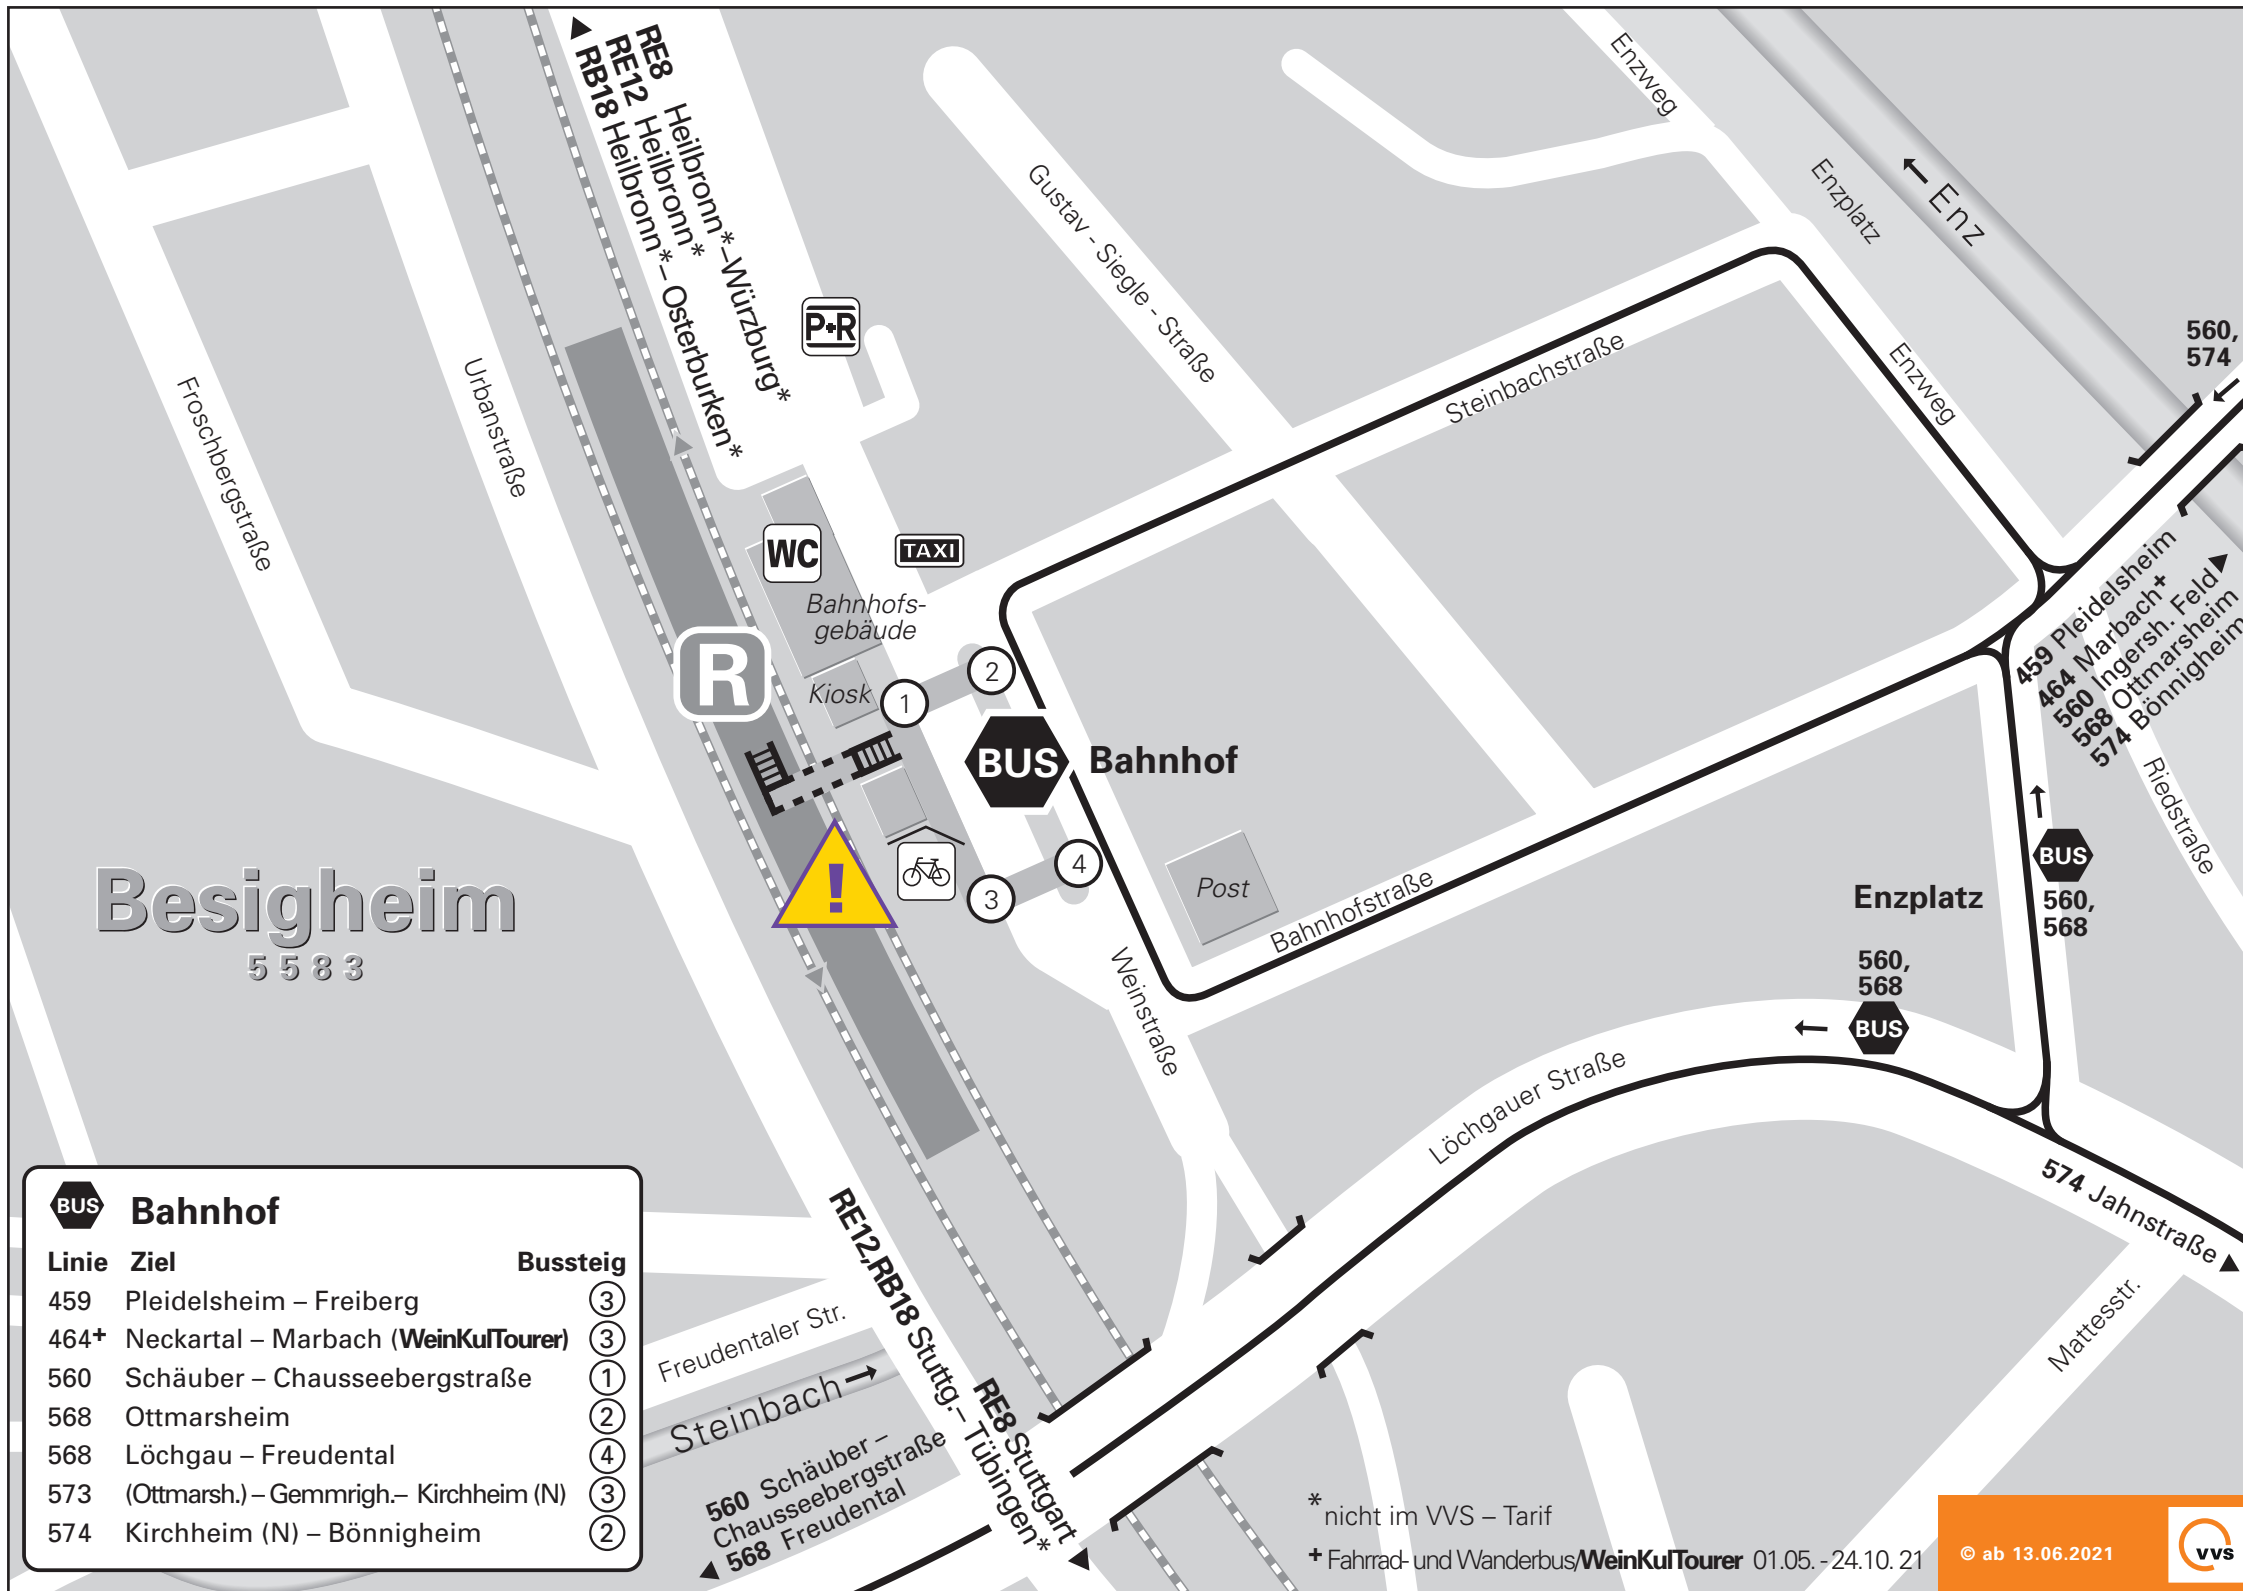 RE8 Heilbronn*–Würzburg*
RE12 Heilbronn*
RB18 Heilbronn*– Osterburken*
P+R
Gustav - Siegle - Straße
Enzweg
Enzplatz
Enz
560,
574
Froschbergstraße
Urbanstraße
Steinbachstraße
Enzweg
WC
TAXI
Bahnhofs-
gebäude
R
Kiosk
1
2
BUS
Bahnhof
3
4
!
Post
Bahnhofstraße
Weinstraße
459 Pleidelsheim
464 Marbach+
560 Ingersh. Feld
568 Ottmarsheim
574 Bönnigheim
Riedstraße
BUS
560,
568
Enzplatz
560,
568
BUS
Besigheim
5583
Löchgauer Straße
574 Jahnstraße
Mattesstr.
BUS Bahnhof
Linie Ziel Bussteig
459 Pleidelsheim – Freiberg 3
464+ Neckartal – Marbach (WeinKulTourer) 3
560 Schäuber – Chausseebergstraße 1
568 Ottmarsheim 2
568 Löchgau – Freudental 4
573 (Ottmarsh.) – Gemmrigh.– Kirchheim (N) 3
574 Kirchheim (N) – Bönnigheim 2
Freudentaler Str.
Steinbach
RE12,RB18 Stuttg.– Tübingen*
RE8 Stuttgart
560 Schäuber –
Chausseebergstraße
568 Freudental
*nicht im VVS – Tarif
+ Fahrrad- und Wanderbus/WeinKulTourer 01.05. - 24.10. 21
© ab 13.06.2021
VVS